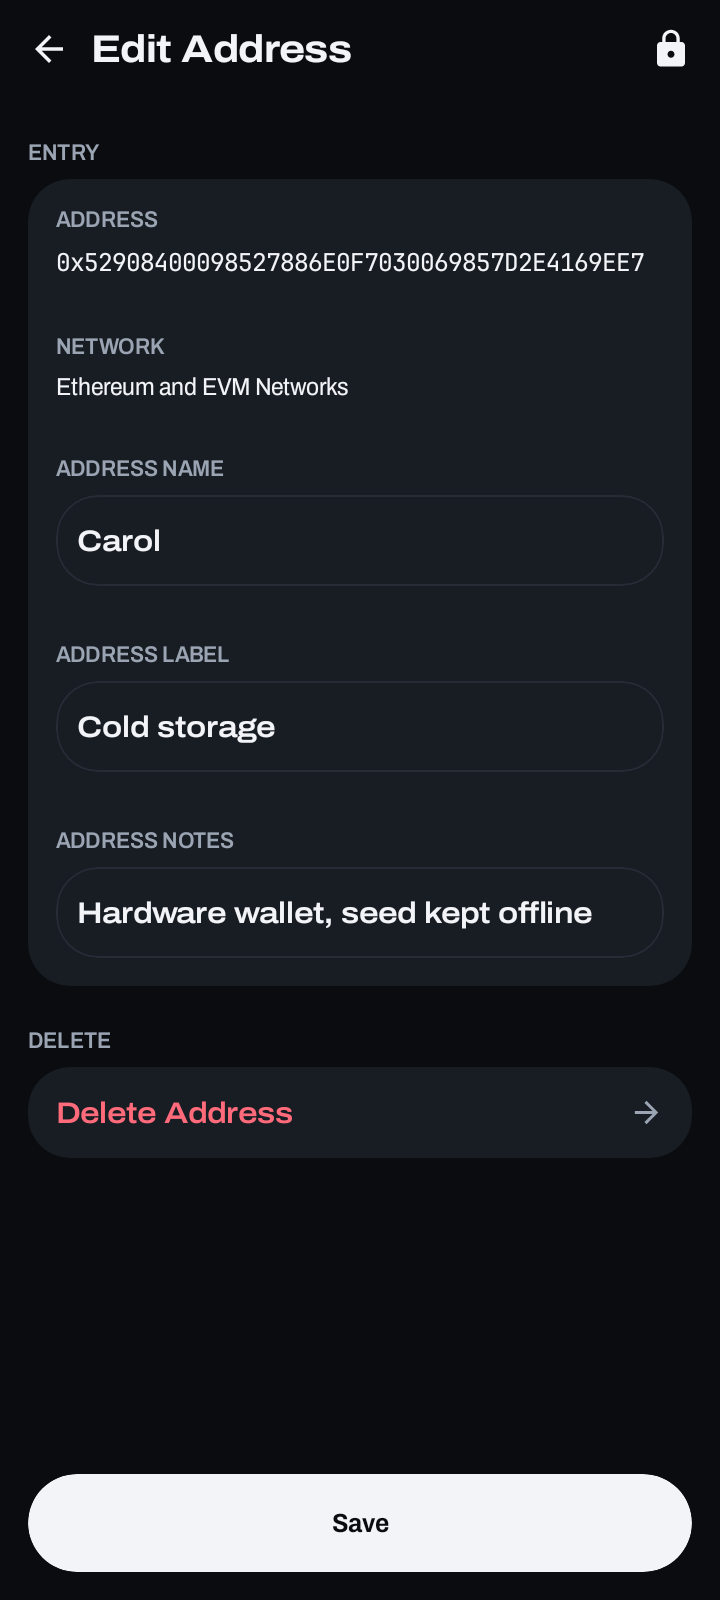 Edit Address
ENTRY
ADDRESS
0x52908400098527886E0F7030069857D2E4169EE7
NETWORK
Ethereum and EVM Networks
ADDRESS NAME
Carol
ADDRESS LABEL
Cold storage
ADDRESS NOTES
Hardware wallet, seed kept offline
DELETE
Delete Address
Save